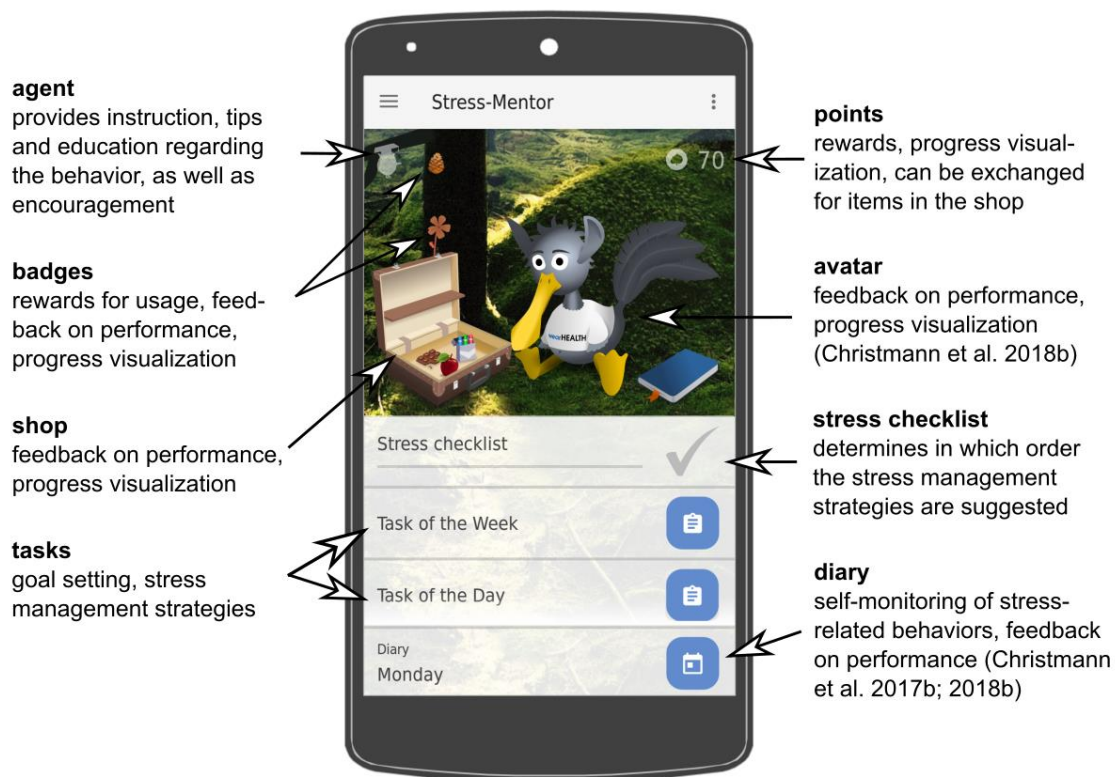 agent
provides instruction, tips
and education regarding
the behavior, as well as
encouragement
badges
rewards for usage, feed-
back on performance,
progress visualization
shop
feedback on performance,
progress visualization
tasks
goal setting, stress
management strategies
Stress-Mentor
70
wearHEALTH
Stress checklist
Task of the Week
Task of the Day
Diary
Monday
points
rewards, progress visual-
ization, can be exchanged
for items in the shop
avatar
feedback on performance,
progress visualization
(Christmann et al. 2018b)
stress checklist
determines in which order
the stress management
strategies are suggested
diary
self-monitoring of stress-
related behaviors, feedback
on performance (Christmann
et al. 2017b; 2018b)